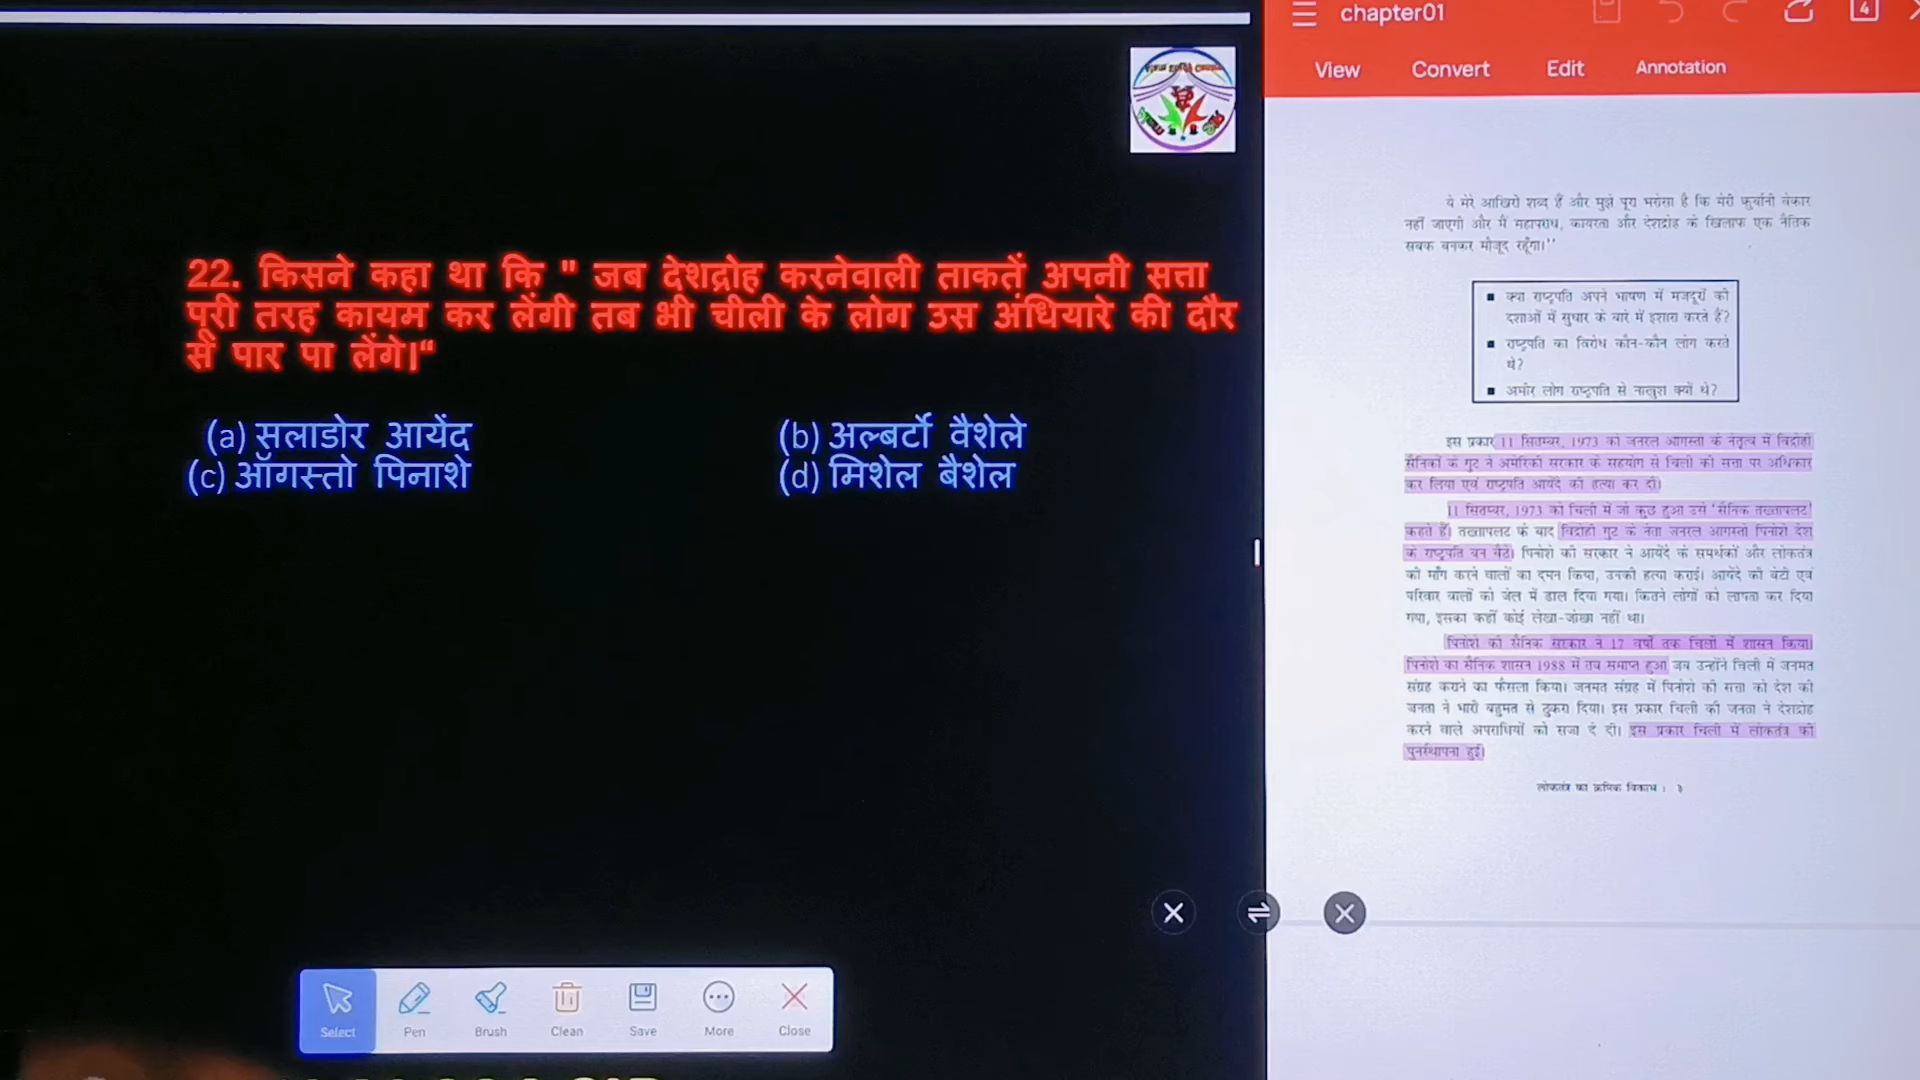 22. किसने कहा था कि " जब देशद्रोह करनेवाली ताकतें अपनी सत्ता
पूरी तरह कायम कर लेंगी तब भी चीली के लोग उस अंधियारे की दौर
से पार पा लेंगे।“
(a) सलाडोर आयेंद
(b) अल्बर्टो वैशेले
(c) ऑगस्तो पिनाशे
(d) मिशेल बैशेल
Select
Pen
Brush
Clean
Save
More
Close
chapter01
4
View
Convert
Edit
Annotation
ये मेरे आखिरी शब्द हैं और मुझे पूरा भरोसा है कि मेरी कुर्बानी बेकार
नहीं जाएगी और मैं महापराध, कायरता और देशद्रोह के खिलाफ एक नैतिक
सबक बनकर मौजूद रहूँगा।''
■ क्या राष्ट्रपति अपने भाषण में मजदूरों की
दशाओं में सुधार के बारे में इशारा करते हैं?
■ राष्ट्रपति का विरोध कौन-कौन लोग करते
थे?
■ अमीर लोग राष्ट्रपति से नाखुश क्यों थे?
इस प्रकार 11 सितम्बर, 1973 को जनरल आगस्तो के नेतृत्व में विद्रोही
सैनिकों के गुट ने अमेरिकी सरकार के सहयोग से चिली की सत्ता पर अधिकार
कर लिया एवं राष्ट्रपति आयेंदे की हत्या कर दी।
11 सितम्बर, 1973 को चिली में जो कुछ हुआ उसे 'सैनिक तख्तापलट'
कहते हैं। तख्तापलट के बाद विद्रोही गुट के नेता जनरल आगस्तो पिनोशे देश
के राष्ट्रपति बन बैठे। पिनोशे की सरकार ने आयेंदे के समर्थकों और लोकतंत्र
की माँग करने वालों का दमन किया, उनकी हत्या कराई। आयेंदे की बेटी एवं
परिवार वालों को जेल में डाल दिया गया। कितने लोगों को लापता कर दिया
गया, इसका कहीं कोई लेखा-जोखा नहीं था।
पिनोशे की सैनिक सरकार ने 17 वर्षों तक चिली में शासन किया।
पिनोशे का सैनिक शासन 1988 में तब समाप्त हुआ जब उन्होंने चिली में जनमत
संग्रह कराने का फैसला किया। जनमत संग्रह में पिनोशे की सत्ता को देश की
जनता ने भारी बहुमत से ठुकरा दिया। इस प्रकार चिली की जनता ने देशद्रोह
करने वाले अपराधियों को सजा दे दी। इस प्रकार चिली में लोकतंत्र की
पुनर्स्थापना हुई।
लोकतंत्र का क्रमिक विकास : ३